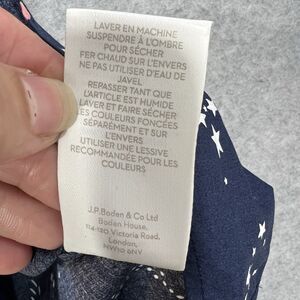 LAVER EN MACHINE
SUSPENDRE À L'OMBRE
POUR SÉCHER
FER CHAUD SUR L'ENVERS
NE PAS UTILISER D'EAU DE
JAVEL
REPASSER TANT QUE
L'ARTICLE EST HUMIDE
LAVER ET FAIRE SÉCHER
LES COULEURS FONCÉES
SÉPARÉMENT ET SUR
L'ENVERS
UTILISER UNE LESSIVE
RECOMMANDÉE POUR LES
COULEURS
J.P.Boden & Co Ltd
Boden House,
114-120 Victoria Road,
London,
NW10 6NY